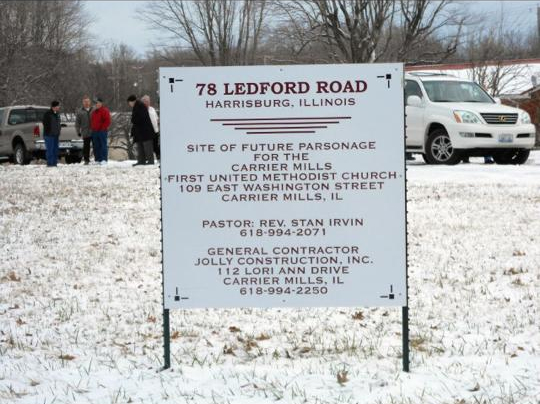 78 LEDFORD ROAD
HARRISBURG, ILLINOIS
SITE OF FUTURE PARSONAGE
FOR THE
CARRIER MILLS
FIRST UNITED METHODIST CHURCH
109 EAST WASHINGTON STREET
CARRIER MILLS, IL
PASTOR: REV. STAN IRVIN
618-994-2071
GENERAL CONTRACTOR
JOLLY CONSTRUCTION, INC.
112 LORI ANN DRIVE
CARRIER MILLS, IL
618-994-2250